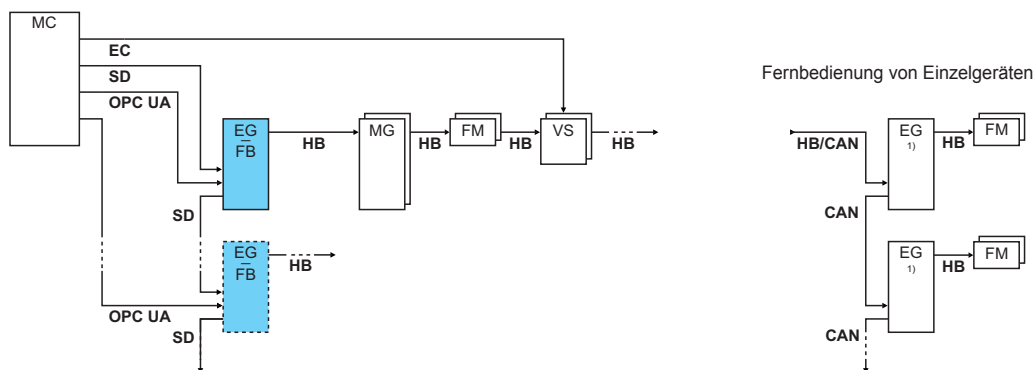 MC
EC
SD
OPC UA
Fernbedienung von Einzelgeräten
EG
FB
HB
MG
HB
FM
HB
VS
HB
HB/CAN
EG
1)
HB
FM
SD
CAN
EG
FB
HB
EG
1)
HB
FM
OPC UA
SD
CAN